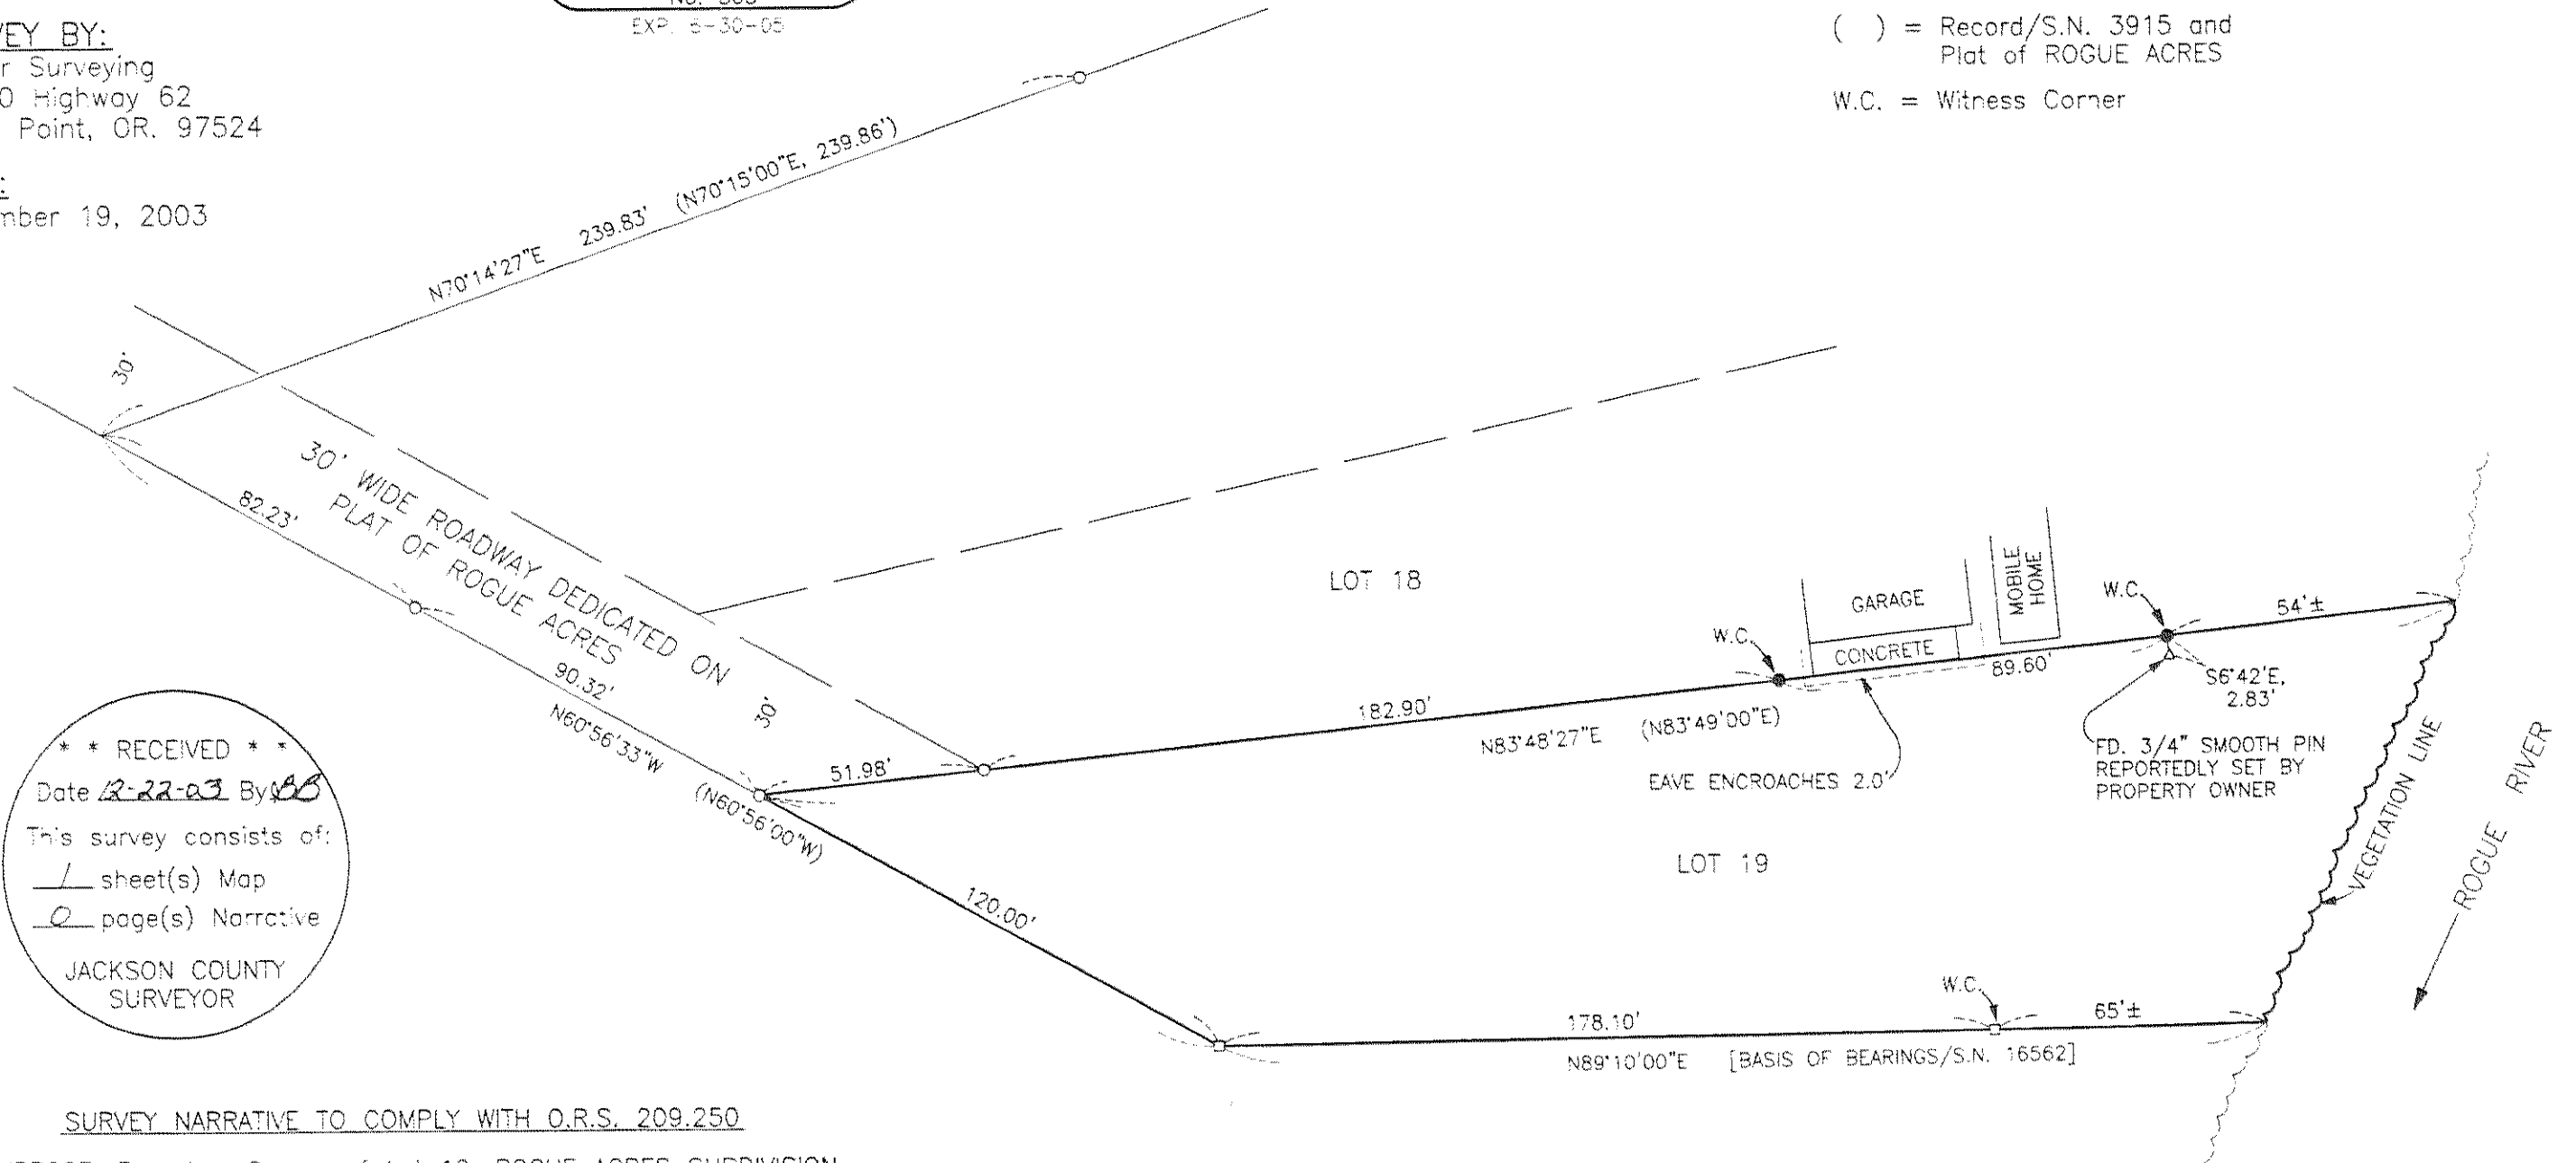 EXP. 6-30-05
VEY BY:
r Surveying
0 Highway 62
Point, OR. 97524
mber 19, 2003
( ) = Record/S.N. 3915 and
Plat of ROGUE ACRES
W.C. = Witness Corner
N70°14'27"E 239.83' (N70°15'00"E, 239.86')
30'
30' WIDE ROADWAY DEDICATED ON
PLAT OF ROGUE ACRES
82.23'
90.32'
30'
N60°56'33"W (N60°56'00"W)
51.98'
182.90'
N83°48'27"E (N83°49'00"E)
LOT 18
W.C.
GARAGE
CONCRETE
MOBILE
HOME
W.C.
89.60'
54'±
S6°42'E,
2.83'
EAVE ENCROACHES 2.0'
FD. 3/4" SMOOTH PIN
REPORTEDLY SET BY
PROPERTY OWNER
VEGETATION LINE
ROGUE RIVER
LOT 19
120.00'
178.10'
W.C.
65'±
N89°10'00"E [BASIS OF BEARINGS/S.N. 16562]
* * RECEIVED * *
Date 12-22-03 By BB
This survey consists of:
1 sheet(s) Map
0 page(s) Narrative
JACKSON COUNTY
SURVEYOR
SURVEY NARRATIVE TO COMPLY WITH O.R.S. 209.250